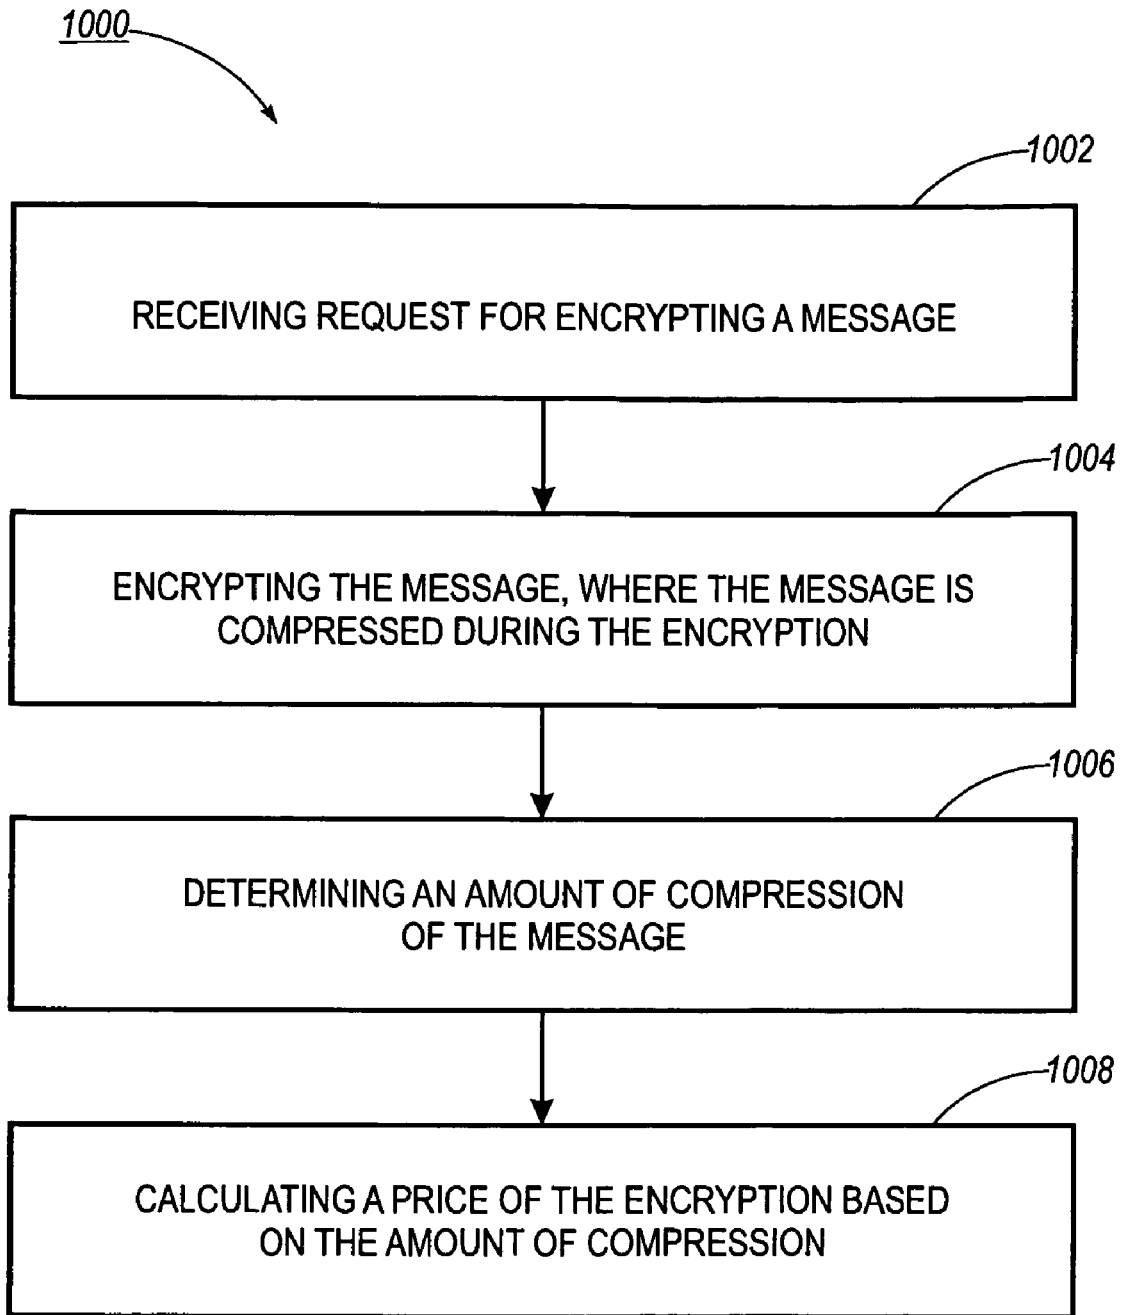 1000
1002
RECEIVING REQUEST FOR ENCRYPTING A MESSAGE
1004
ENCRYPTING THE MESSAGE, WHERE THE MESSAGE IS
COMPRESSED DURING THE ENCRYPTION
1006
DETERMINING AN AMOUNT OF COMPRESSION
OF THE MESSAGE
1008
CALCULATING A PRICE OF THE ENCRYPTION BASED
ON THE AMOUNT OF COMPRESSION